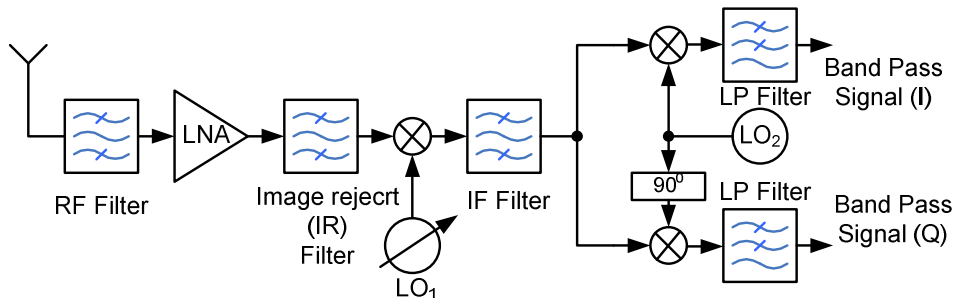 RF Filter
LNA
Image rejecrt
(IR)
Filter
LO1
IF Filter
LP Filter
Band Pass
Signal (I)
LO2
90⁰
LP Filter
Band Pass
Signal (Q)